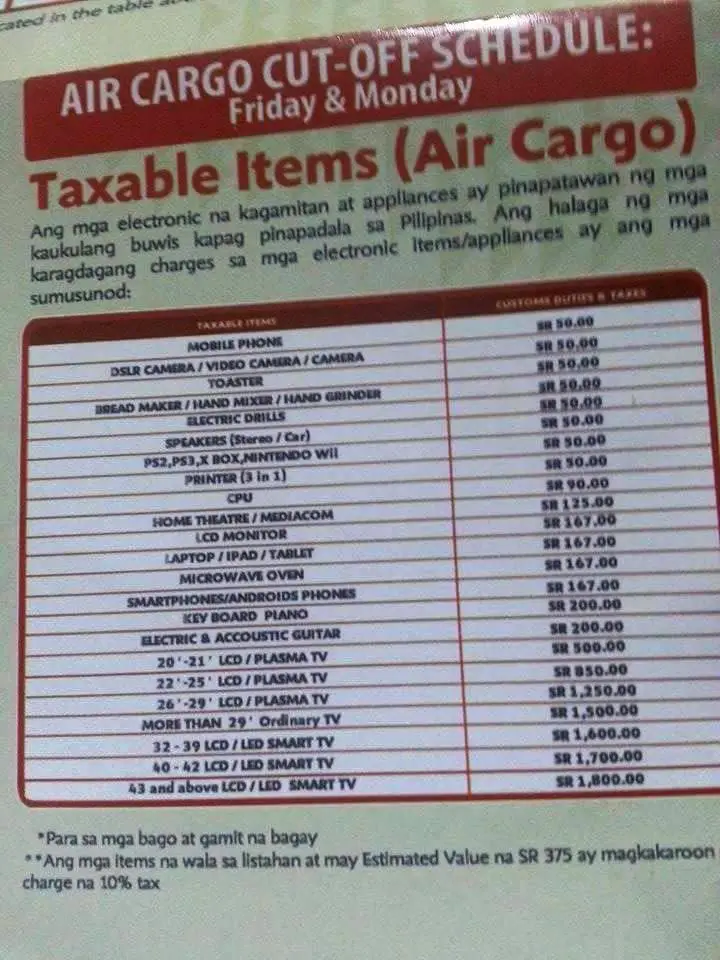 cated in the table
AIR CARGO CUT-OFF SCHEDULE:
Friday & Monday
Taxable Items (Air Cargo)
Ang mga electronic na kagamitan at appliances ay pinapatawan ng mga
kaukulang buwis kapag pinapadala sa Pilipinas. Ang halaga ng mga
karagdagang charges sa mga electronic items/appliances ay ang mga
sumusunod:
TAXABLE ITEMS CUSTOMS DUTIES & TAXES
MOBILE PHONE SR 50.00
DSLR CAMERA / VIDEO CAMERA / CAMERA SR 50.00
TOASTER SR 50.00
BREAD MAKER / HAND MIXER / HAND GRINDER SR 50.00
ELECTRIC DRILLS SR 50.00
SPEAKERS (Stereo / Car) SR 50.00
PS2,PS3,X BOX,NINTENDO Wii SR 50.00
PRINTER (3 in 1) SR 50.00
CPU SR 90.00
HOME THEATRE / MEDIACOM SR 125.00
LCD MONITOR SR 167.00
LAPTOP / IPAD / TABLET SR 167.00
MICROWAVE OVEN SR 167.00
SMARTPHONES/ANDROIDS PHONES SR 167.00
KEY BOARD PIANO SR 200.00
ELECTRIC & ACCOUSTIC GUITAR SR 200.00
20'-21' LCD / PLASMA TV SR 500.00
22'-25' LCD / PLASMA TV SR 850.00
26'-29' LCD / PLASMA TV SR 1,250.00
MORE THAN 29' Ordinary TV SR 1,500.00
32 - 39 LCD / LED SMART TV SR 1,600.00
40 - 42 LCD / LED SMART TV SR 1,700.00
43 and above LCD / LED SMART TV SR 1,800.00
*Para sa mga bago at gamit na bagay
**Ang mga items na wala sa listahan at may Estimated Value na SR 375 ay magkakaroon
charge na 10% tax